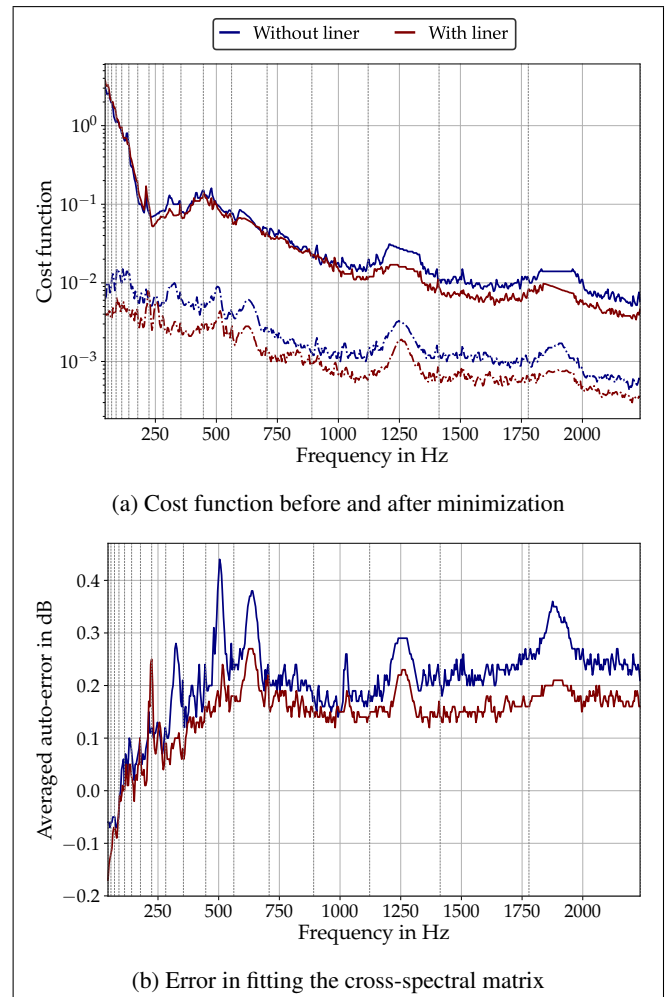 Without liner With liner
10⁰
10⁻¹
10⁻²
10⁻³
Cost function
250 500 750 1000 1250 1500 1750 2000
Frequency in Hz
(a) Cost function before and after minimization
0.4
0.3
0.2
0.1
0.0
−0.1
−0.2
Averaged auto-error in dB
250 500 750 1000 1250 1500 1750 2000
Frequency in Hz
(b) Error in fitting the cross-spectral matrix